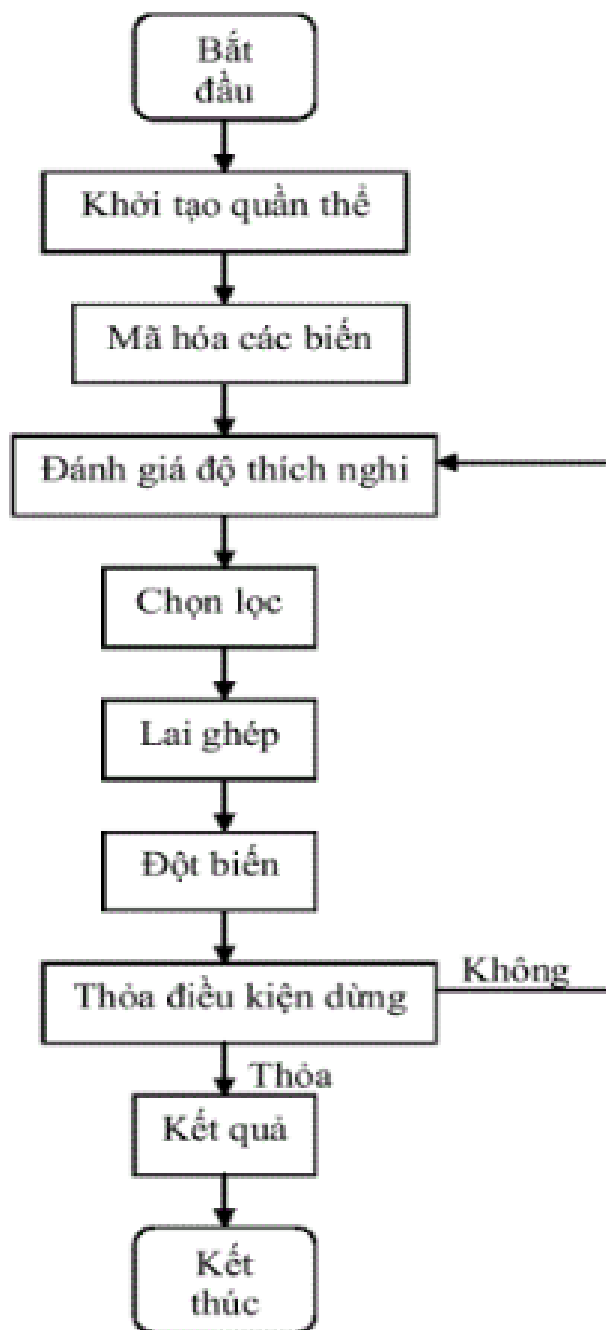 Bắt
đầu
Khởi tạo quần thể
Mã hóa các biến
Đánh giá độ thích nghi
Chọn lọc
Lai ghép
Đột biến
Thỏa điều kiện dừng
Không
Thỏa
Kết quả
Kết
thúc